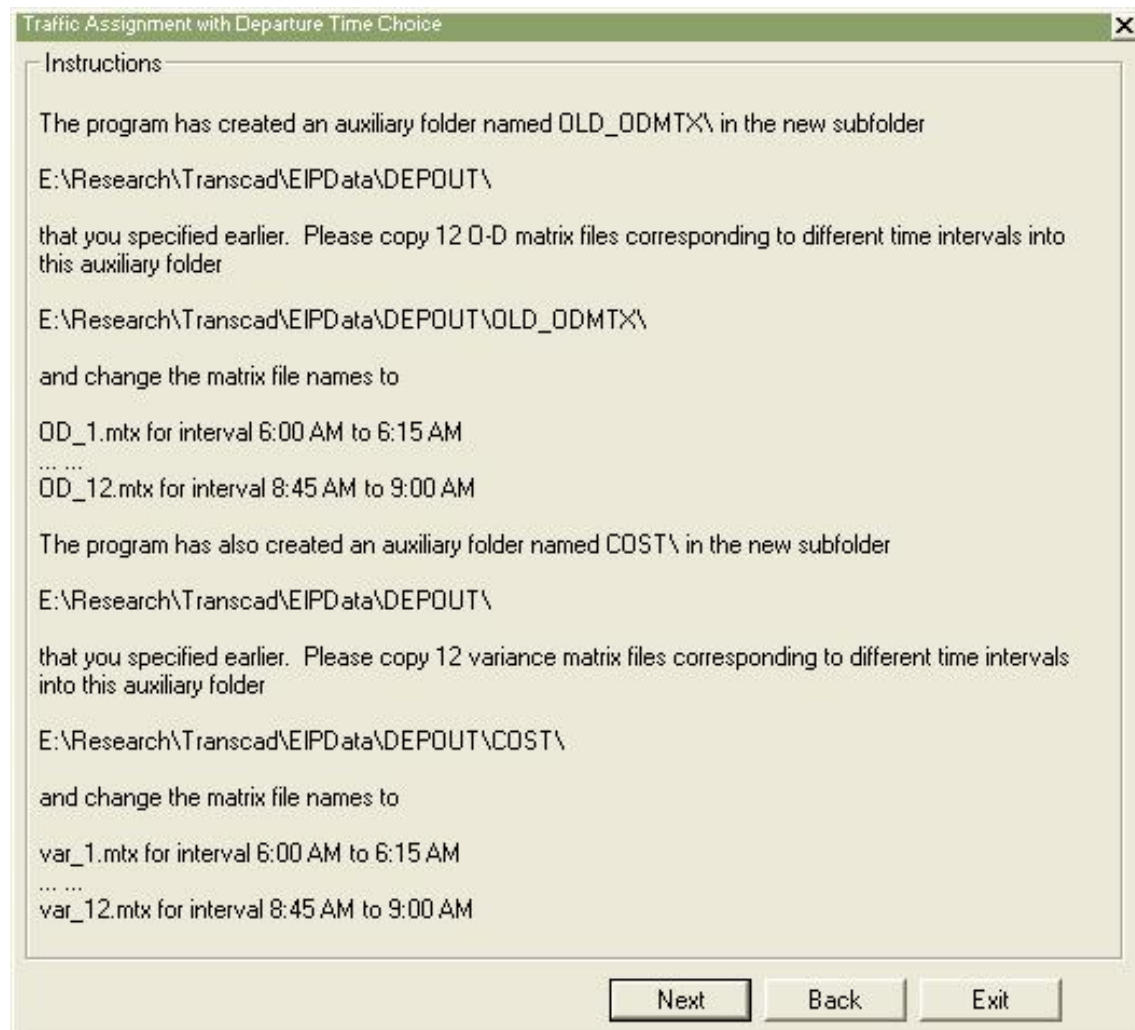 Traffic Assignment with Departure Time Choice
Instructions
The program has created an auxiliary folder named OLD_ODMTX\ in the new subfolder
E:\Research\Transcad\EIPData\DEPOUT\
that you specified earlier.  Please copy 12 O-D matrix files corresponding to different time intervals into
this auxiliary folder
E:\Research\Transcad\EIPData\DEPOUT\OLD_ODMTX\
and change the matrix file names to
OD_1.mtx for interval 6:00 AM to 6:15 AM
... ...
OD_12.mtx for interval 8:45 AM to 9:00 AM
The program has also created an auxiliary folder named COST\ in the new subfolder
E:\Research\Transcad\EIPData\DEPOUT\
that you specified earlier.  Please copy 12 variance matrix files corresponding to different time intervals
into this auxiliary folder
E:\Research\Transcad\EIPData\DEPOUT\COST\
and change the matrix file names to
var_1.mtx for interval 6:00 AM to 6:15 AM
... ...
var_12.mtx for interval 8:45 AM to 9:00 AM
Next Back Exit